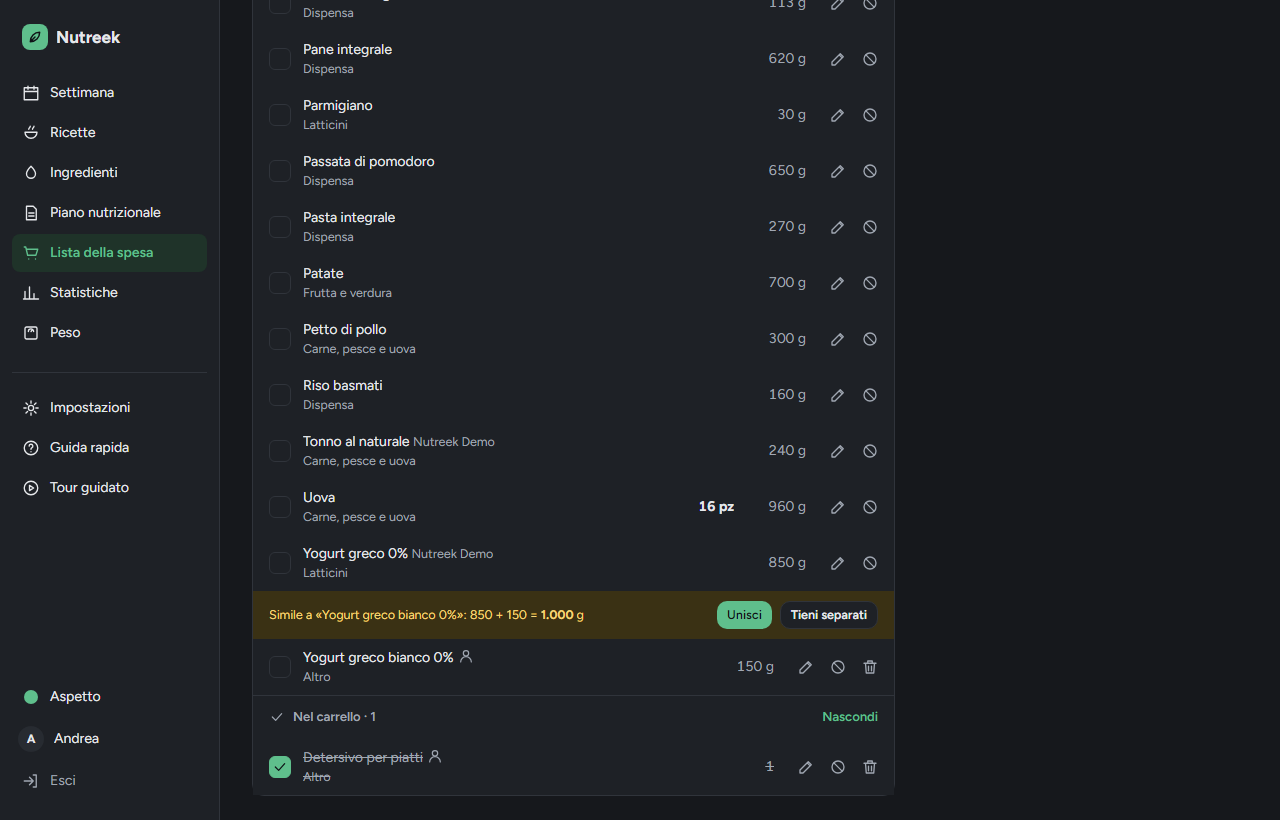 Nutreek
Settimana
Ricette
Ingredienti
Piano nutrizionale
Lista della spesa
Statistiche
Peso
Impostazioni
Guida rapida
Tour guidato
Aspetto
A Andrea
Esci
113 g
Dispensa
Pane integrale
Dispensa
620 g
Parmigiano
Latticini
30 g
Passata di pomodoro
Dispensa
650 g
Pasta integrale
Dispensa
270 g
Patate
Frutta e verdura
700 g
Petto di pollo
Carne, pesce e uova
300 g
Riso basmati
Dispensa
160 g
Tonno al naturale Nutreek Demo
Carne, pesce e uova
240 g
Uova
Carne, pesce e uova
16 pz 960 g
Yogurt greco 0% Nutreek Demo
Latticini
850 g
Simile a «Yogurt greco bianco 0%»: 850 + 150 = 1.000 g
Unisci Tieni separati
Yogurt greco bianco 0%
Altro
150 g
Nel carrello · 1
Nascondi
Detersivo per piatti
Altro
1